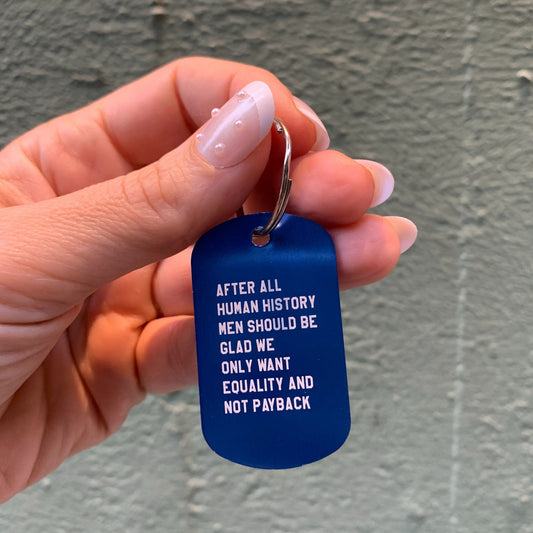 AFTER ALL
HUMAN HISTORY
MEN SHOULD BE
GLAD WE
ONLY WANT
EQUALITY AND
NOT PAYBACK